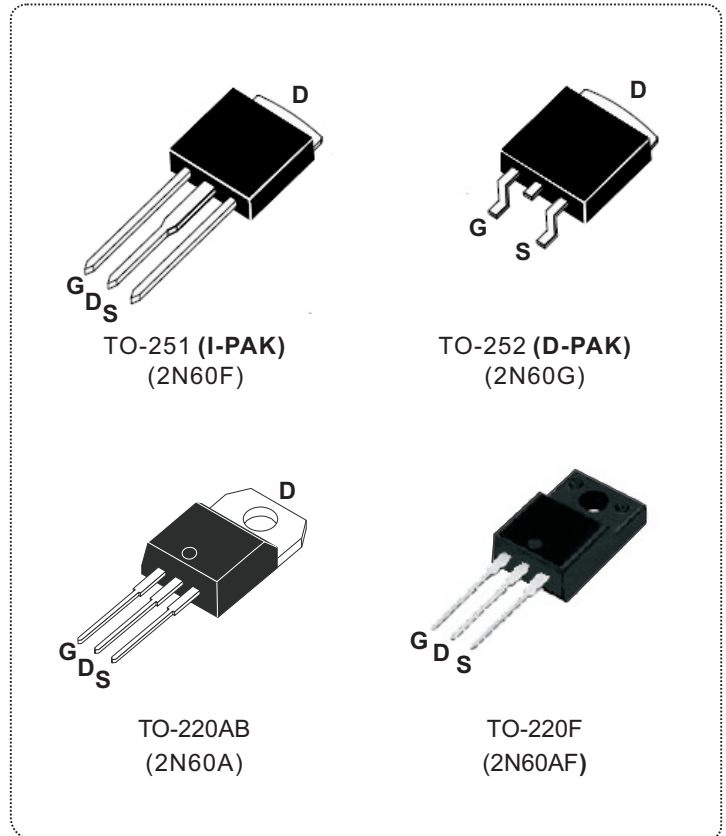 D
G
D
S
TO-251 (I-PAK)
(2N60F)
D
G
S
TO-252 (D-PAK)
(2N60G)
D
G
D
S
TO-220AB
(2N60A)
G
D
S
TO-220F
(2N60AF)